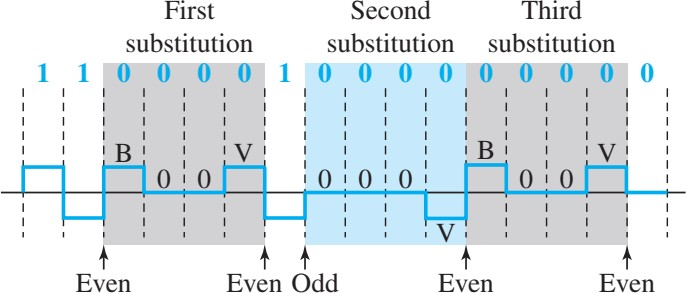 First substitution
Second substitution
Third substitution
1 1 0 0 0 0 1 0 0 0 0 0 0 0 0 0
B 0 0 V 0 0 0 V B 0 0 V
Even Even Odd Even Even